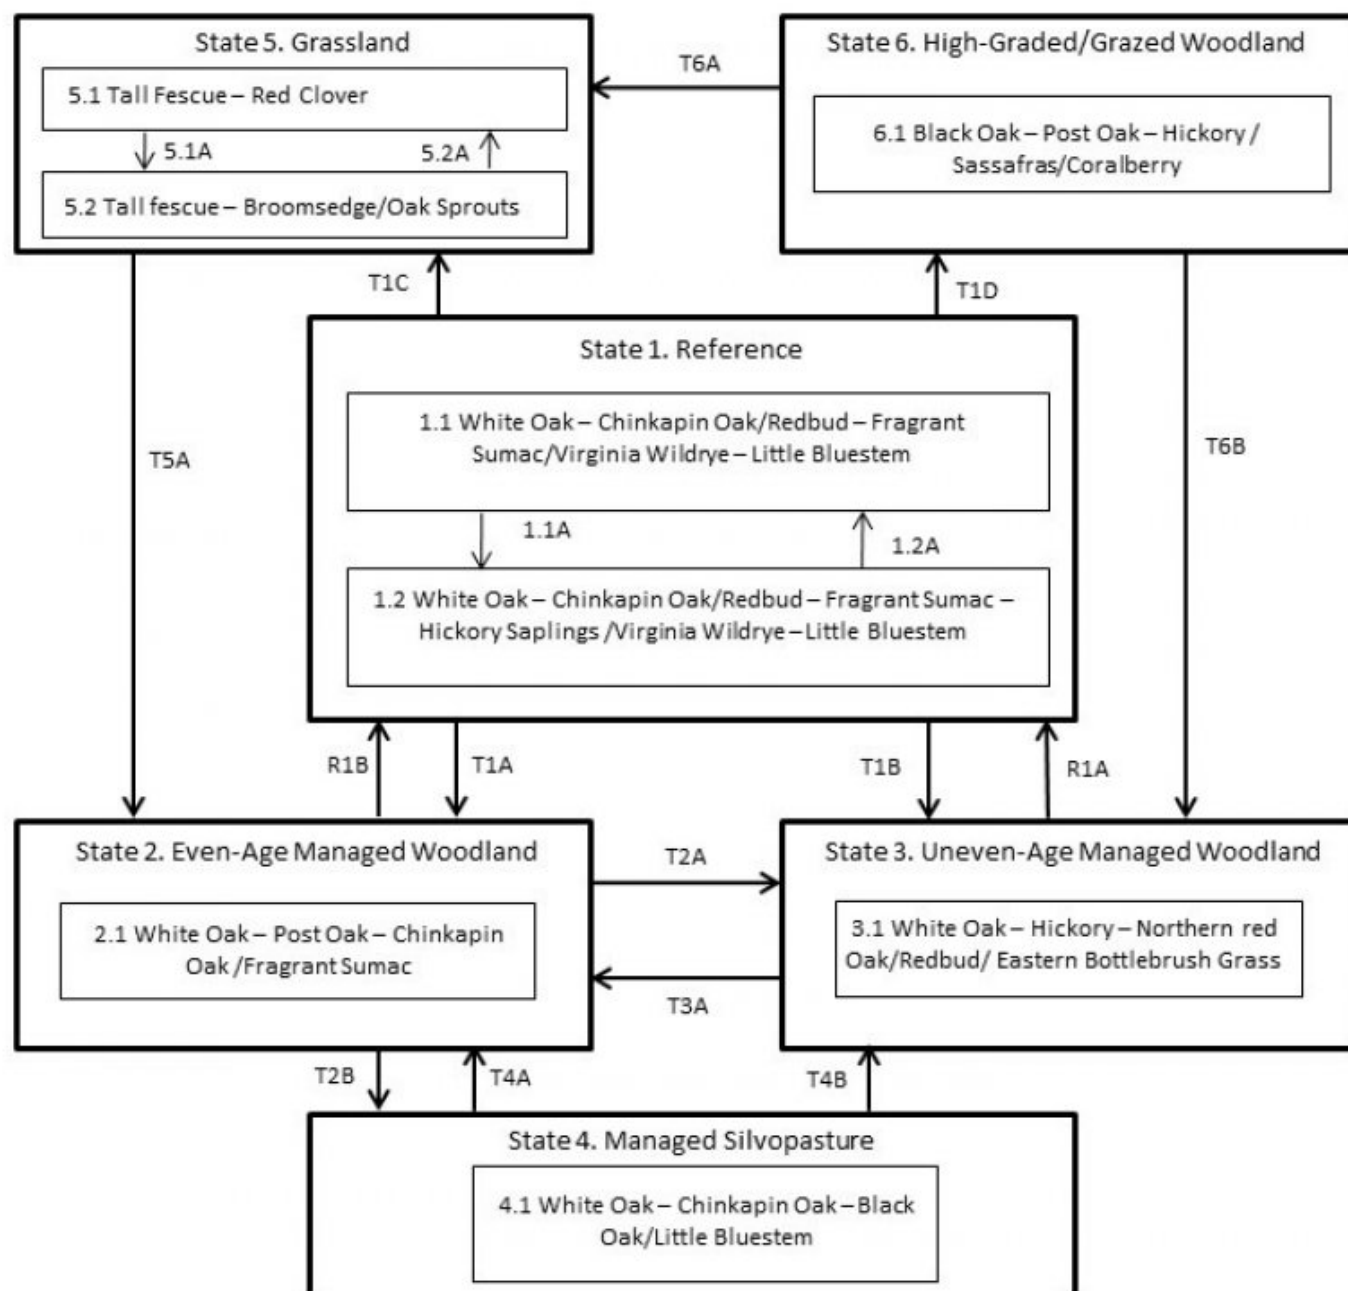 State 5. Grassland
5.1 Tall Fescue – Red Clover
5.1A
5.2A
5.2 Tall fescue – Broomsedge/Oak Sprouts
T6A
State 6. High-Graded/Grazed Woodland
6.1 Black Oak – Post Oak – Hickory /
Sassafras/Coralberry
T1C
T1D
T5A
T6B
State 1. Reference
1.1 White Oak – Chinkapin Oak/Redbud – Fragrant
Sumac/Virginia Wildrye – Little Bluestem
1.1A
1.2A
1.2 White Oak – Chinkapin Oak/Redbud – Fragrant Sumac –
Hickory Saplings /Virginia Wildrye – Little Bluestem
R1B
T1A
T1B
R1A
State 2. Even-Age Managed Woodland
2.1 White Oak – Post Oak – Chinkapin
Oak /Fragrant Sumac
T2A
T3A
State 3. Uneven-Age Managed Woodland
3.1 White Oak – Hickory – Northern red
Oak/Redbud/ Eastern Bottlebrush Grass
T2B
T4A
T4B
State 4. Managed Silvopasture
4.1 White Oak – Chinkapin Oak – Black
Oak/Little Bluestem